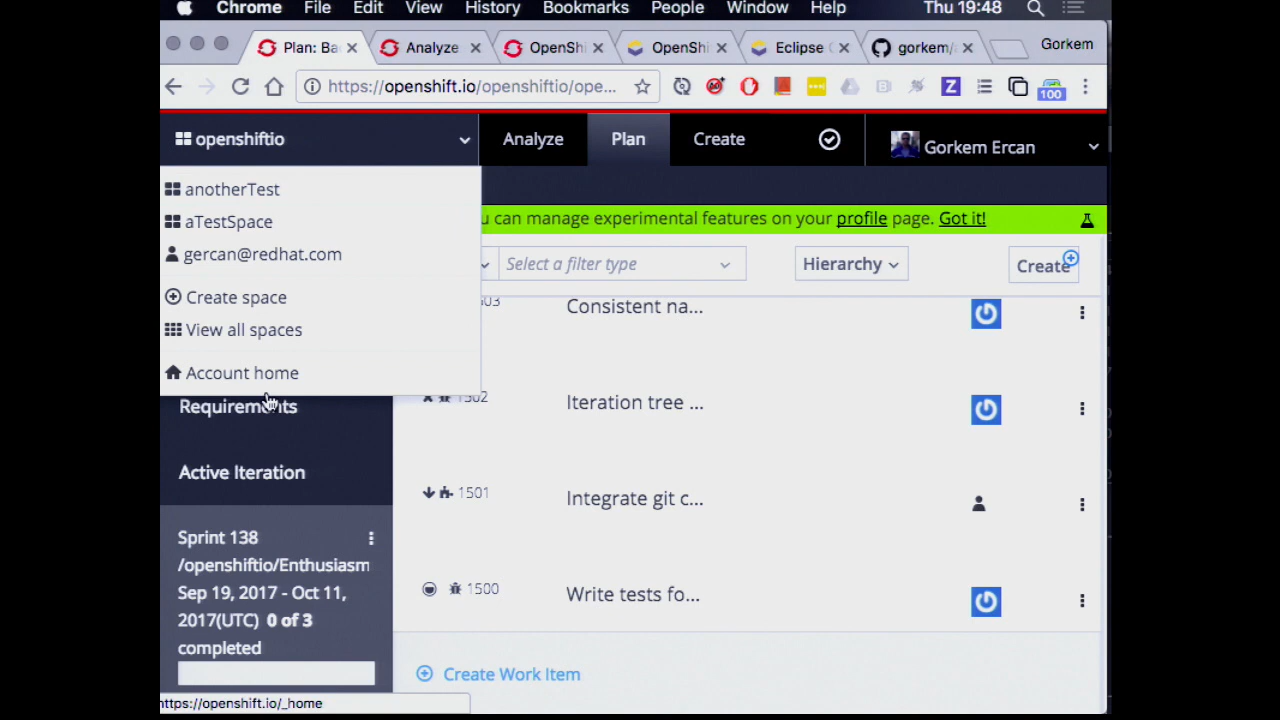 Chrome File Edit View History Bookmarks People Window Help Thu 19:48
Plan: Ba Analyze OpenShi OpenShi Eclipse gorkem/a Gorkem
https://openshift.io/openshiftio/ope... 100
openshiftio Analyze Plan Create Gorkem Ercan
anotherTest
aTestSpace
u can manage experimental features on your profile page. Got it!
gercan@redhat.com
Select a filter type Hierarchy Create
Create space
Consistent na...
View all spaces
Account home
Requirements
1502 Iteration tree ...
Active Iteration
1501 Integrate git c...
Sprint 138
/openshiftio/Enthusiasm
Sep 19, 2017 - Oct 11,
2017(UTC) 0 of 3
completed
1500 Write tests fo...
Create Work Item
https://openshift.io/_home